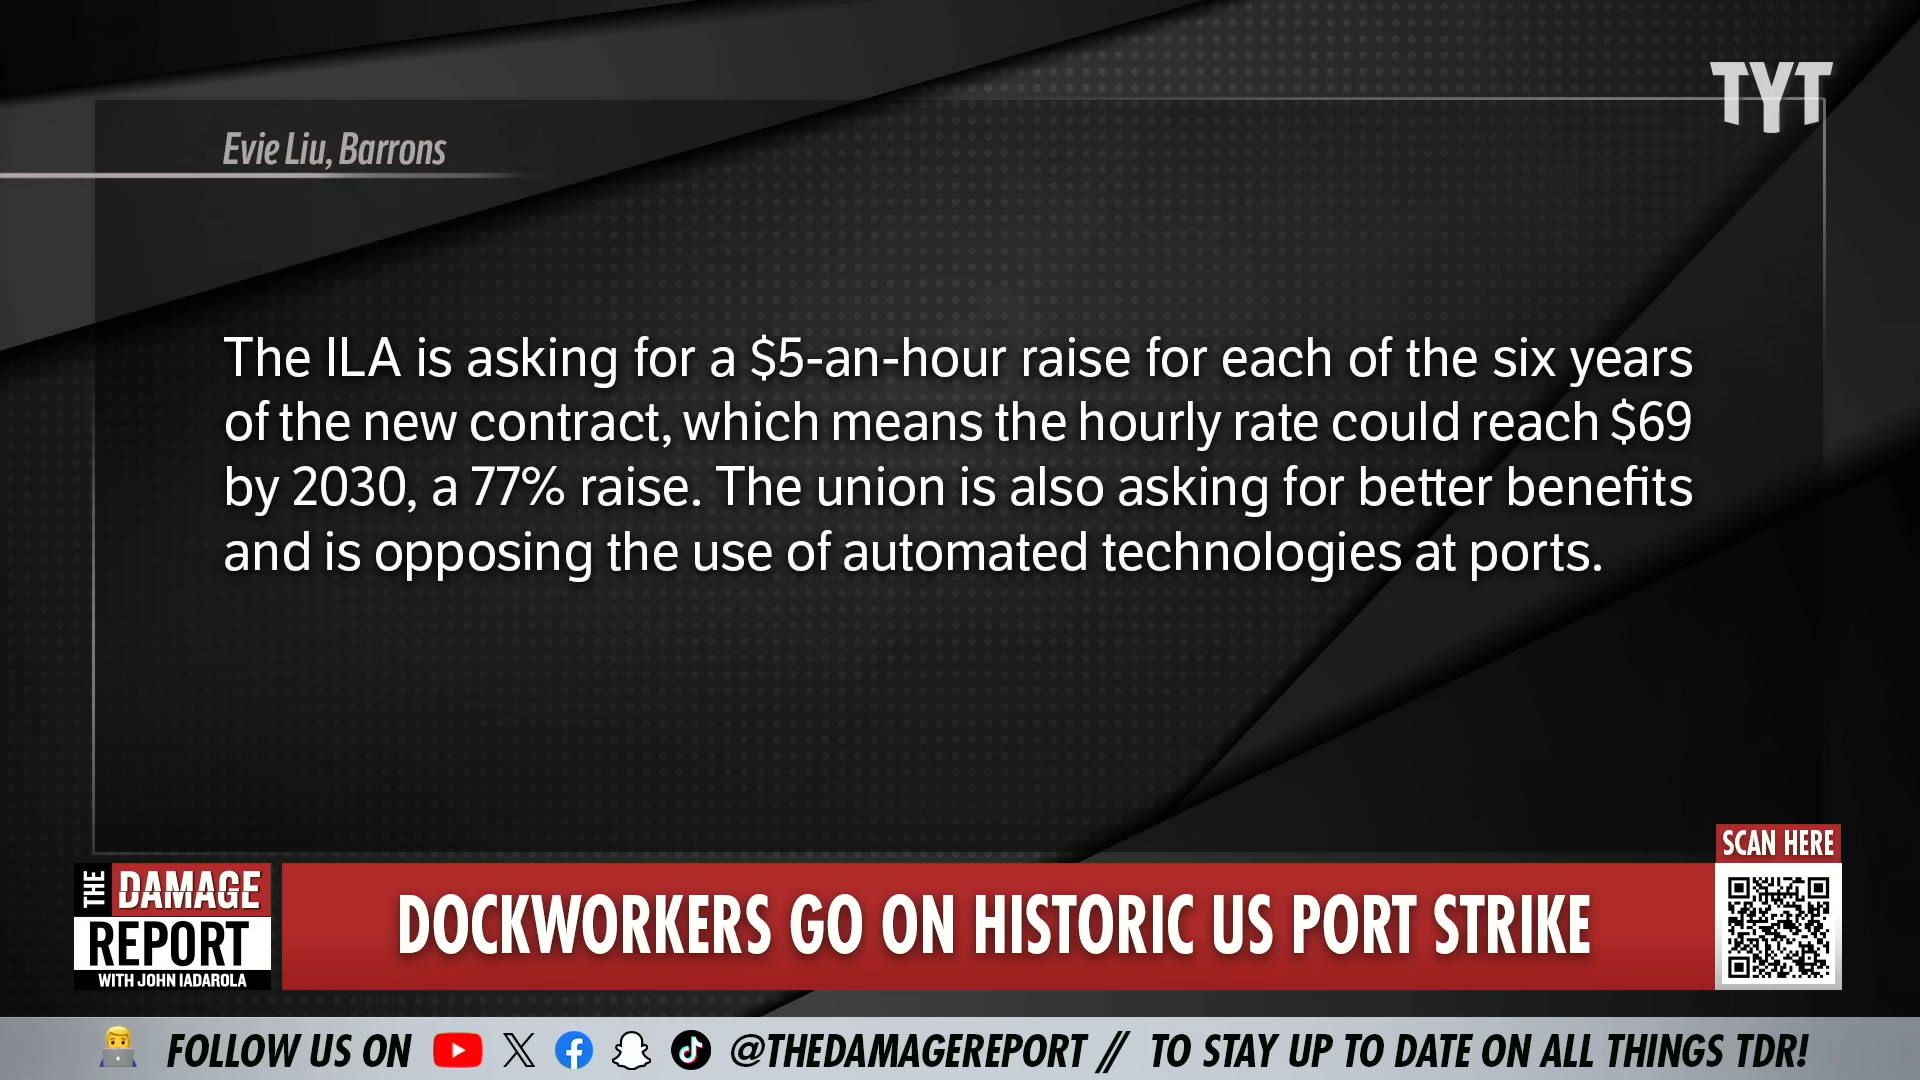 TYT
Evie Liu, Barrons
The ILA is asking for a $5-an-hour raise for each of the six years
of the new contract, which means the hourly rate could reach $69
by 2030, a 77% raise. The union is also asking for better benefits
and is opposing the use of automated technologies at ports.
SCAN HERE
THE DAMAGE
REPORT
WITH JOHN IADAROLA
DOCKWORKERS GO ON HISTORIC US PORT STRIKE
FOLLOW US ON @THEDAMAGEREPORT // TO STAY UP TO DATE ON ALL THINGS TDR!